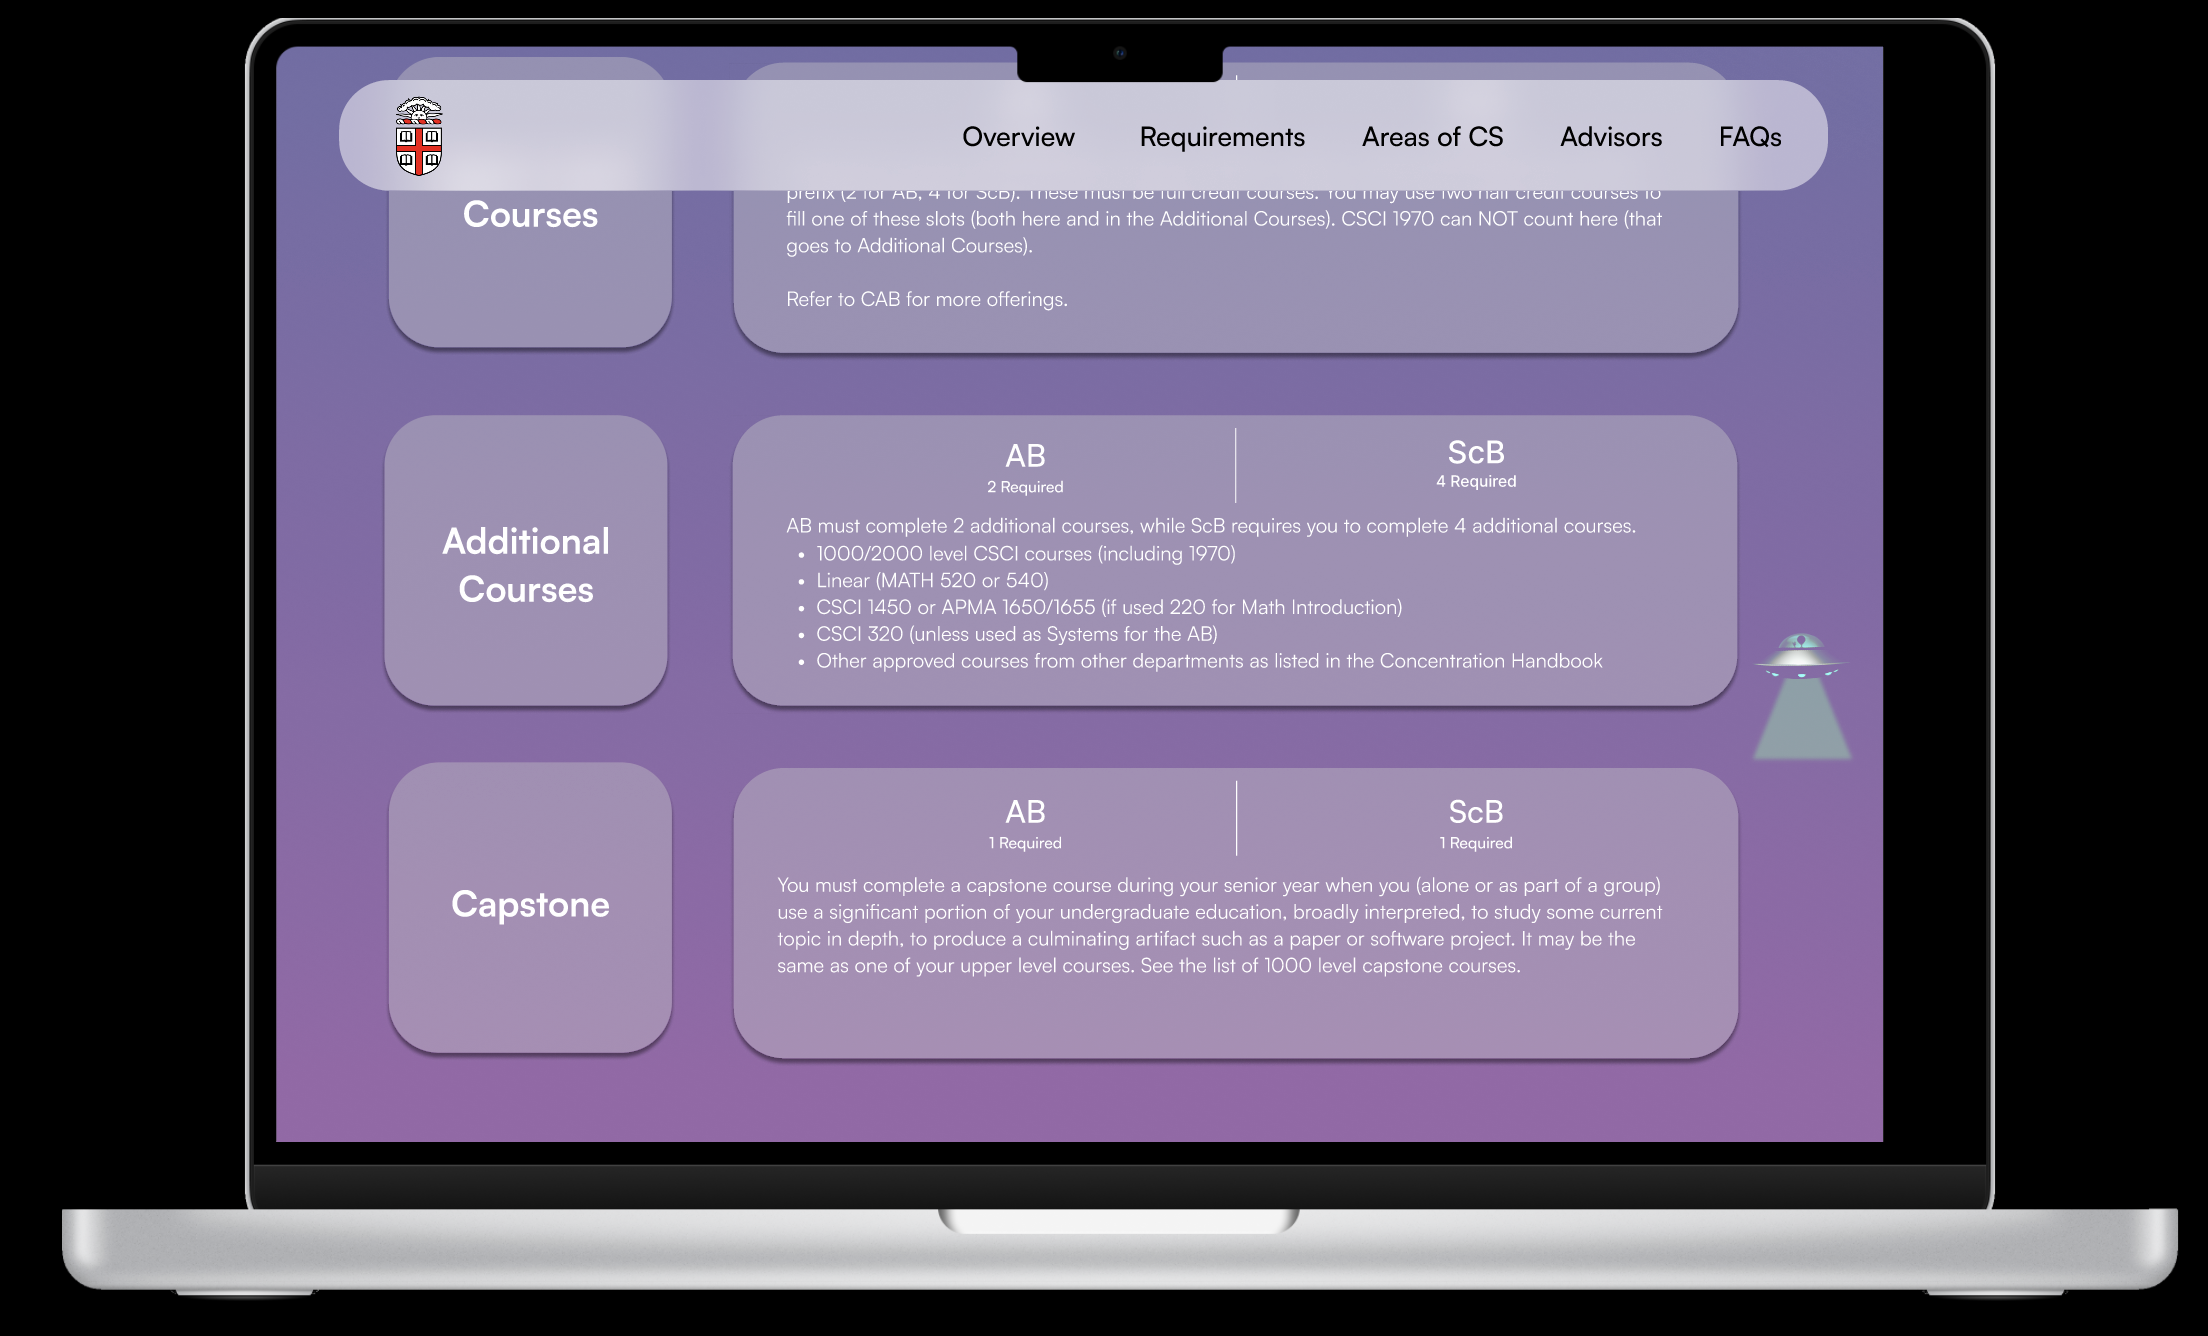 Overview Requirements Areas of CS Advisors FAQs
Courses
prefix (2 for AB, 4 for ScB). These must be full credit courses. You may use two half credit courses to
fill one of these slots (both here and in the Additional Courses). CSCI 1970 can NOT count here (that
goes to Additional Courses).
Refer to CAB for more offerings.
Additional
Courses
AB
2 Required
ScB
4 Required
AB must complete 2 additional courses, while ScB requires you to complete 4 additional courses.
• 1000/2000 level CSCI courses (including 1970)
• Linear (MATH 520 or 540)
• CSCI 1450 or APMA 1650/1655 (if used 220 for Math Introduction)
• CSCI 320 (unless used as Systems for the AB)
• Other approved courses from other departments as listed in the Concentration Handbook
Capstone
AB
1 Required
ScB
1 Required
You must complete a capstone course during your senior year when you (alone or as part of a group)
use a significant portion of your undergraduate education, broadly interpreted, to study some current
topic in depth, to produce a culminating artifact such as a paper or software project. It may be the
same as one of your upper level courses. See the list of 1000 level capstone courses.